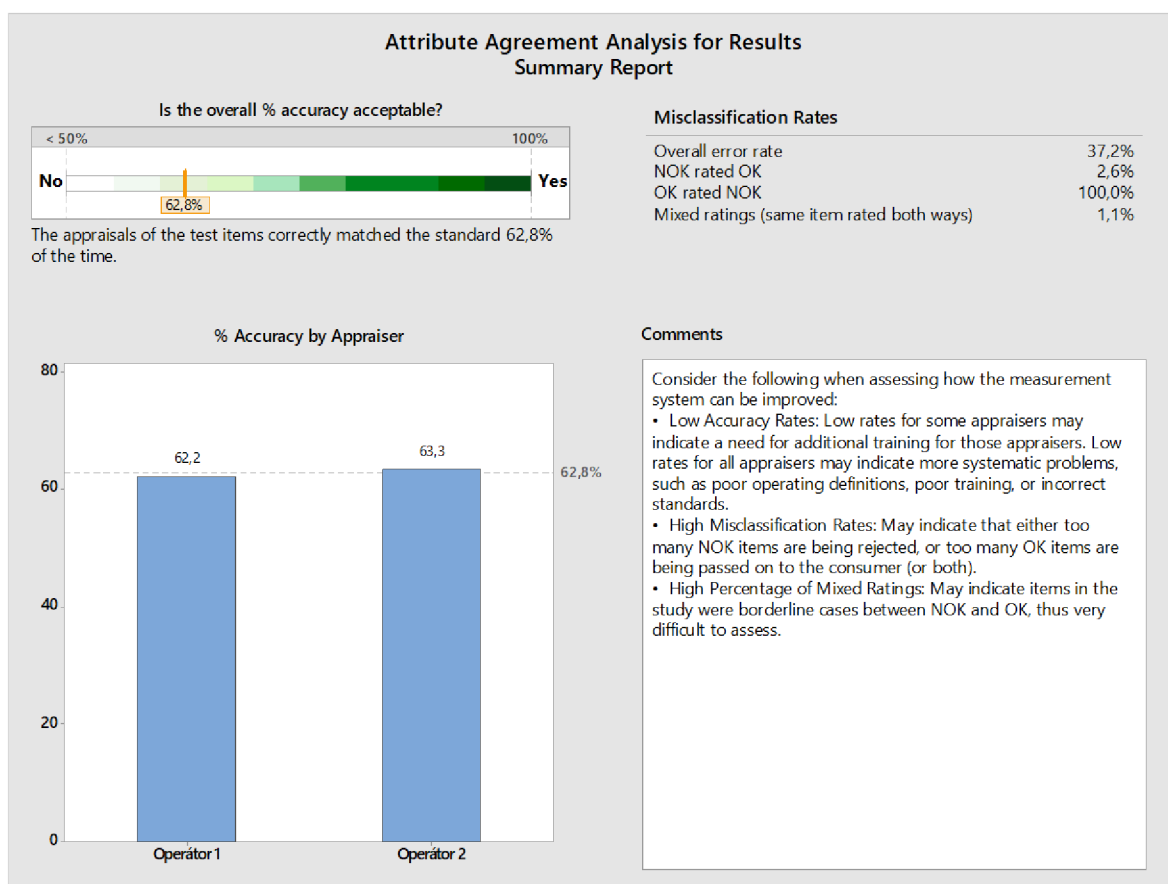 Attribute Agreement Analysis for Results
Summary Report
Is the overall % accuracy acceptable?
< 50%
100%
No
Yes
62,8%
The appraisals of the test items correctly matched the standard 62,8%
of the time.
Misclassification Rates
Overall error rate 37,2%
NOK rated OK 2,6%
OK rated NOK 100,0%
Mixed ratings (same item rated both ways) 1,1%
% Accuracy by Appraiser
80
60
40
20
0
62,2
63,3
62,8%
Operátor 1
Operátor 2
Comments
Consider the following when assessing how the measurement
system can be improved:
• Low Accuracy Rates: Low rates for some appraisers may
indicate a need for additional training for those appraisers. Low
rates for all appraisers may indicate more systematic problems,
such as poor operating definitions, poor training, or incorrect
standards.
• High Misclassification Rates: May indicate that either too
many NOK items are being rejected, or too many OK items are
being passed on to the consumer (or both).
• High Percentage of Mixed Ratings: May indicate items in the
study were borderline cases between NOK and OK, thus very
difficult to assess.